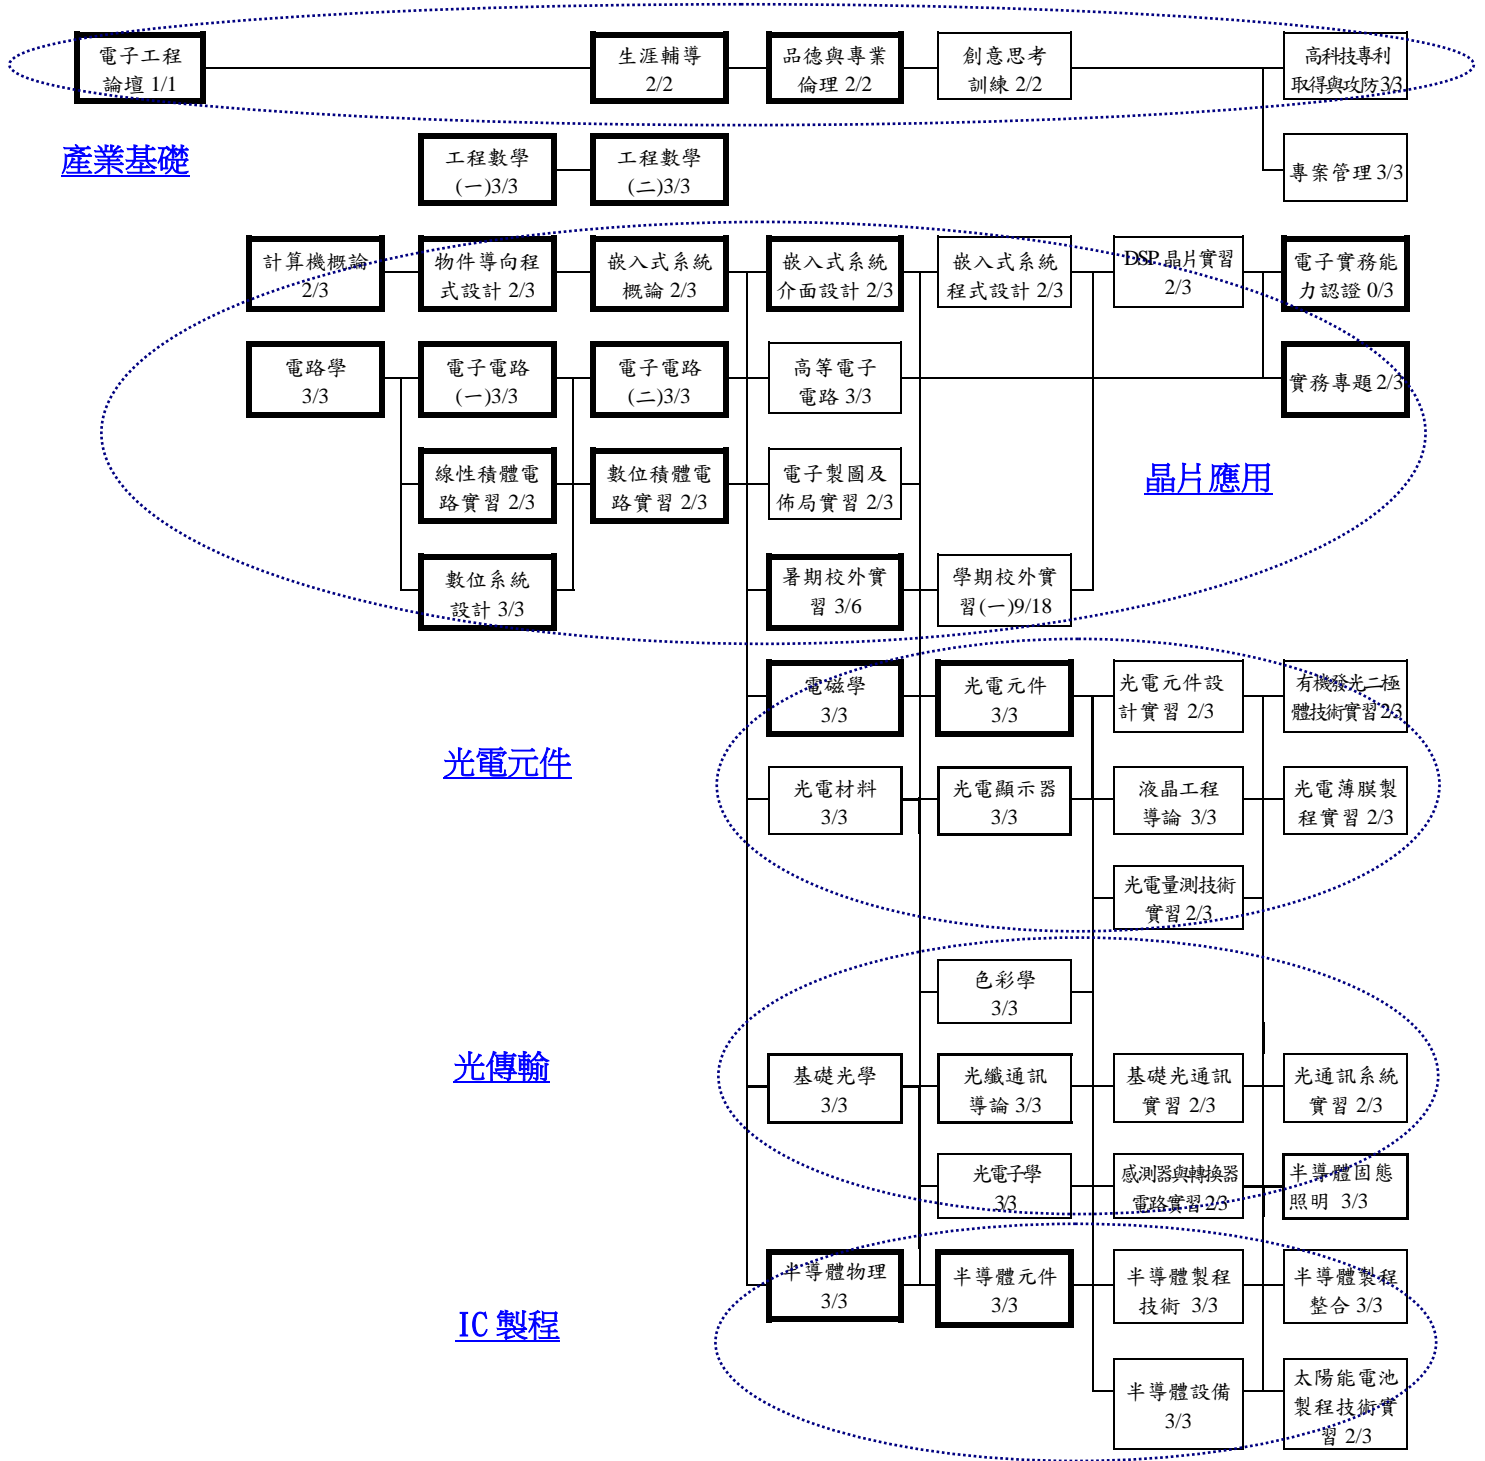 電子工程
論壇 1/1
生涯輔導
2/2
品德與專業
倫理 2/2
創意思考
訓練 2/2
高科技專利
取得與攻防 3/3
產業基礎
工程數學
(一)3/3
工程數學
(二)3/3
專案管理 3/3
計算機概論
2/3
物件導向程
式設計 2/3
嵌入式系統
概論 2/3
嵌入式系統
介面設計 2/3
嵌入式系統
程式設計 2/3
DSP 晶片實習
2/3
電子實務能
力認證 0/3
電路學
3/3
電子電路
(一)3/3
電子電路
(二)3/3
高等電子
電路 3/3
實務專題 2/3
線性積體電
路實習 2/3
數位積體電
路實習 2/3
電子製圖及
佈局實習 2/3
晶片應用
數位系統
設計 3/3
暑期校外實
習 3/6
學期校外實
習(一)9/18
電磁學
3/3
光電元件
3/3
光電元件設
計實習 2/3
有機發光二極
體技術實習 2/3
光電元件
光電材料
3/3
光電顯示器
3/3
液晶工程
導論 3/3
光電薄膜製
程實習 2/3
光電量測技術
實習 2/3
色彩學
3/3
光傳輸
基礎光學
3/3
光纖通訊
導論 3/3
基礎光通訊
實習 2/3
光通訊系統
實習 2/3
光電子學
3/3
感測器與轉換器
電路實習 2/3
半導體固態
照明 3/3
半導體物理
3/3
半導體元件
3/3
半導體製程
技術 3/3
半導體製程
整合 3/3
IC 製程
半導體設備
3/3
太陽能電池
製程技術實
習 2/3